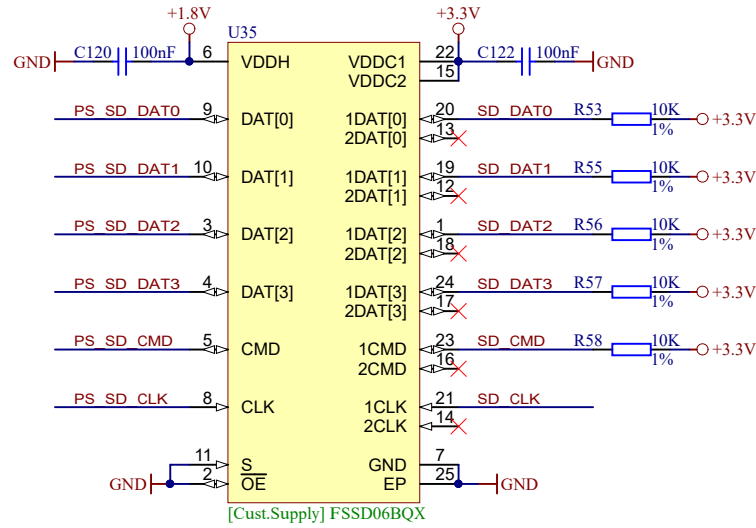 +1.8V
U35
+3.3V
GND
C120
100nF
6
VDDH
VDDC1
22
C122
100nF
GND
VDDC2
15
PS_SD_DAT0
9
DAT[0]
1DAT[0]
20
SD_DAT0
R53
10K
1%
+3.3V
2DAT[0]
13
PS_SD_DAT1
10
DAT[1]
1DAT[1]
19
SD_DAT1
R55
10K
1%
+3.3V
2DAT[1]
12
PS_SD_DAT2
3
DAT[2]
1DAT[2]
1
SD_DAT2
R56
10K
1%
+3.3V
2DAT[2]
18
PS_SD_DAT3
4
DAT[3]
1DAT[3]
24
SD_DAT3
R57
10K
1%
+3.3V
2DAT[3]
17
PS_SD_CMD
5
CMD
1CMD
23
SD_CMD
R58
10K
1%
+3.3V
2CMD
16
PS_SD_CLK
8
CLK
1CLK
21
SD_CLK
2CLK
14
11
S
GND
7
GND
2
OE
EP
25
GND
[Cust.Supply] FSSD06BQX